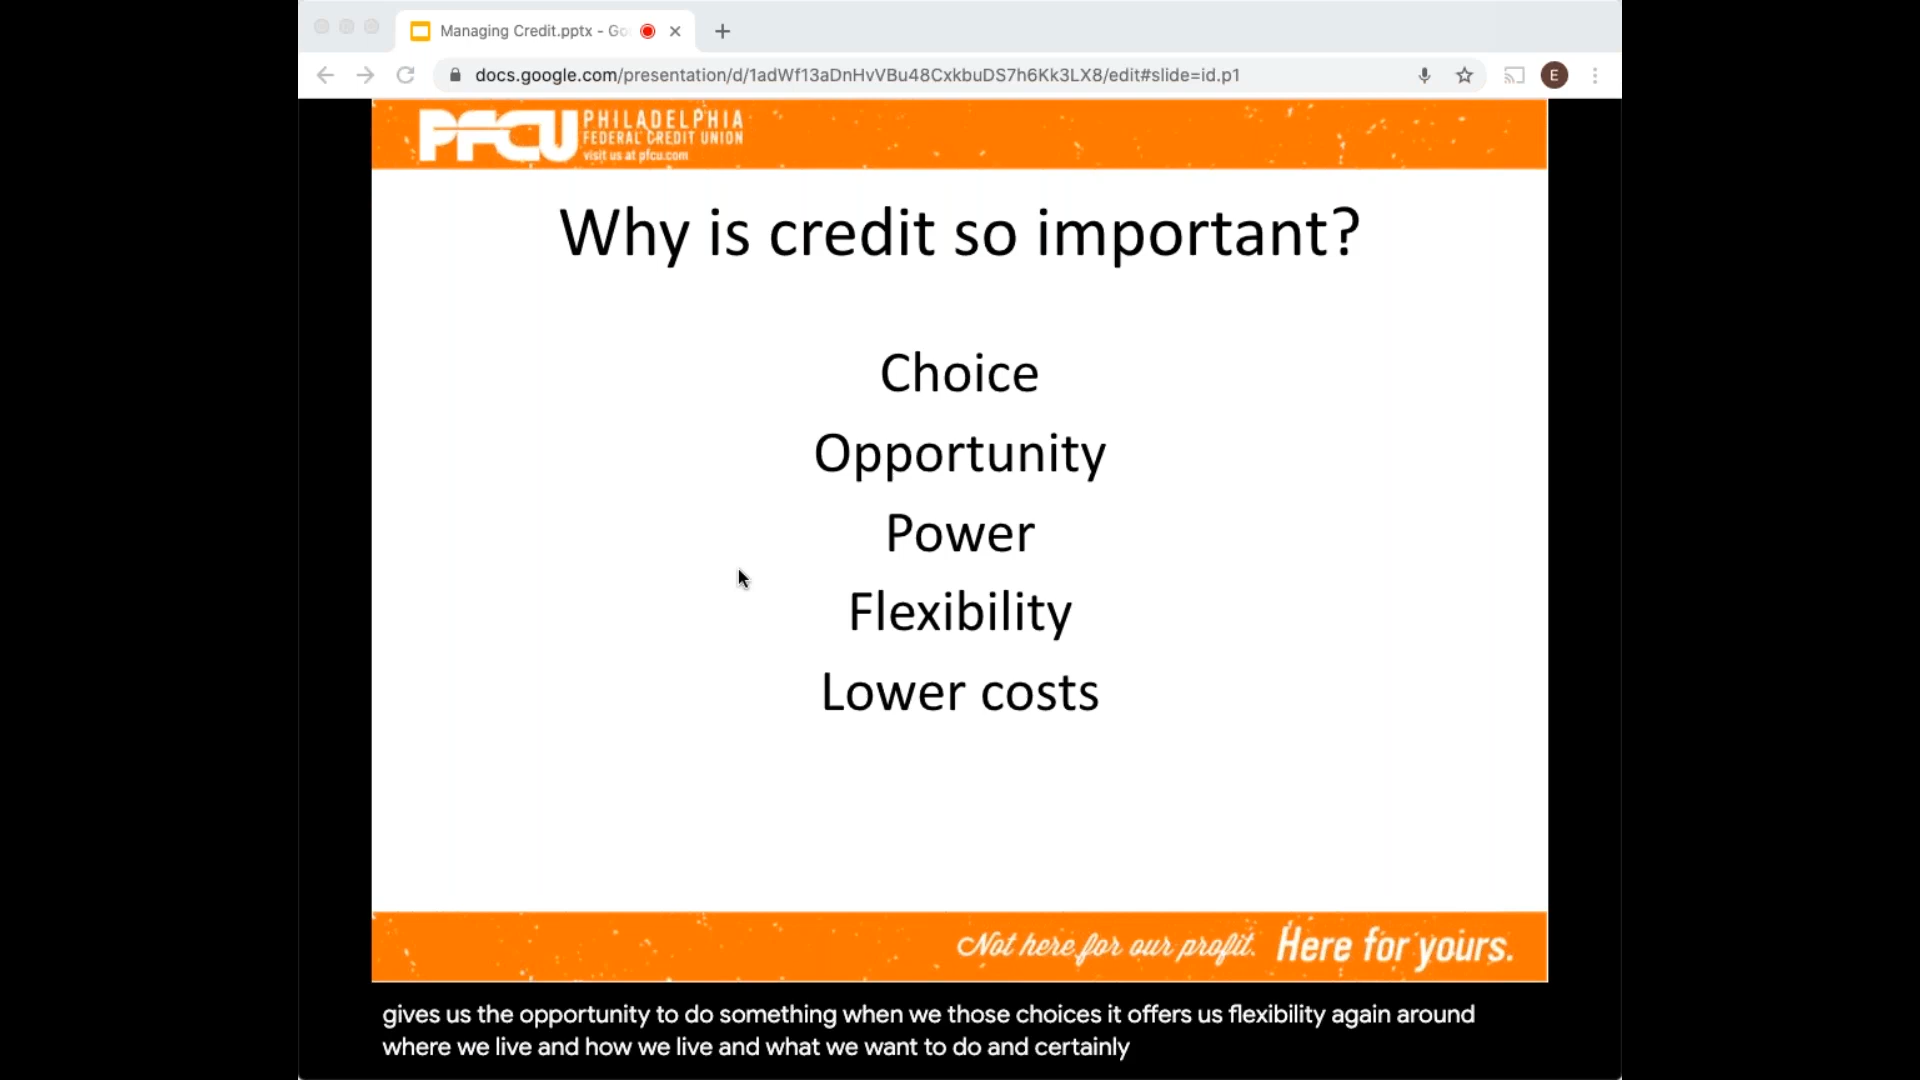 Managing Credit.pptx - Go
docs.google.com/presentation/d/1adWf13aDnHvVBu48CxkbuDS7h6Kk3LX8/edit#slide=id.p1
E
PFCU
PHILADELPHIA
FEDERAL CREDIT UNION
visit us at pfcu.com
Why is credit so important?
Choice
Opportunity
Power
Flexibility
Lower costs
Not here for our profit. Here for yours.
gives us the opportunity to do something when we those choices it offers us flexibility again around
where we live and how we live and what we want to do and certainly